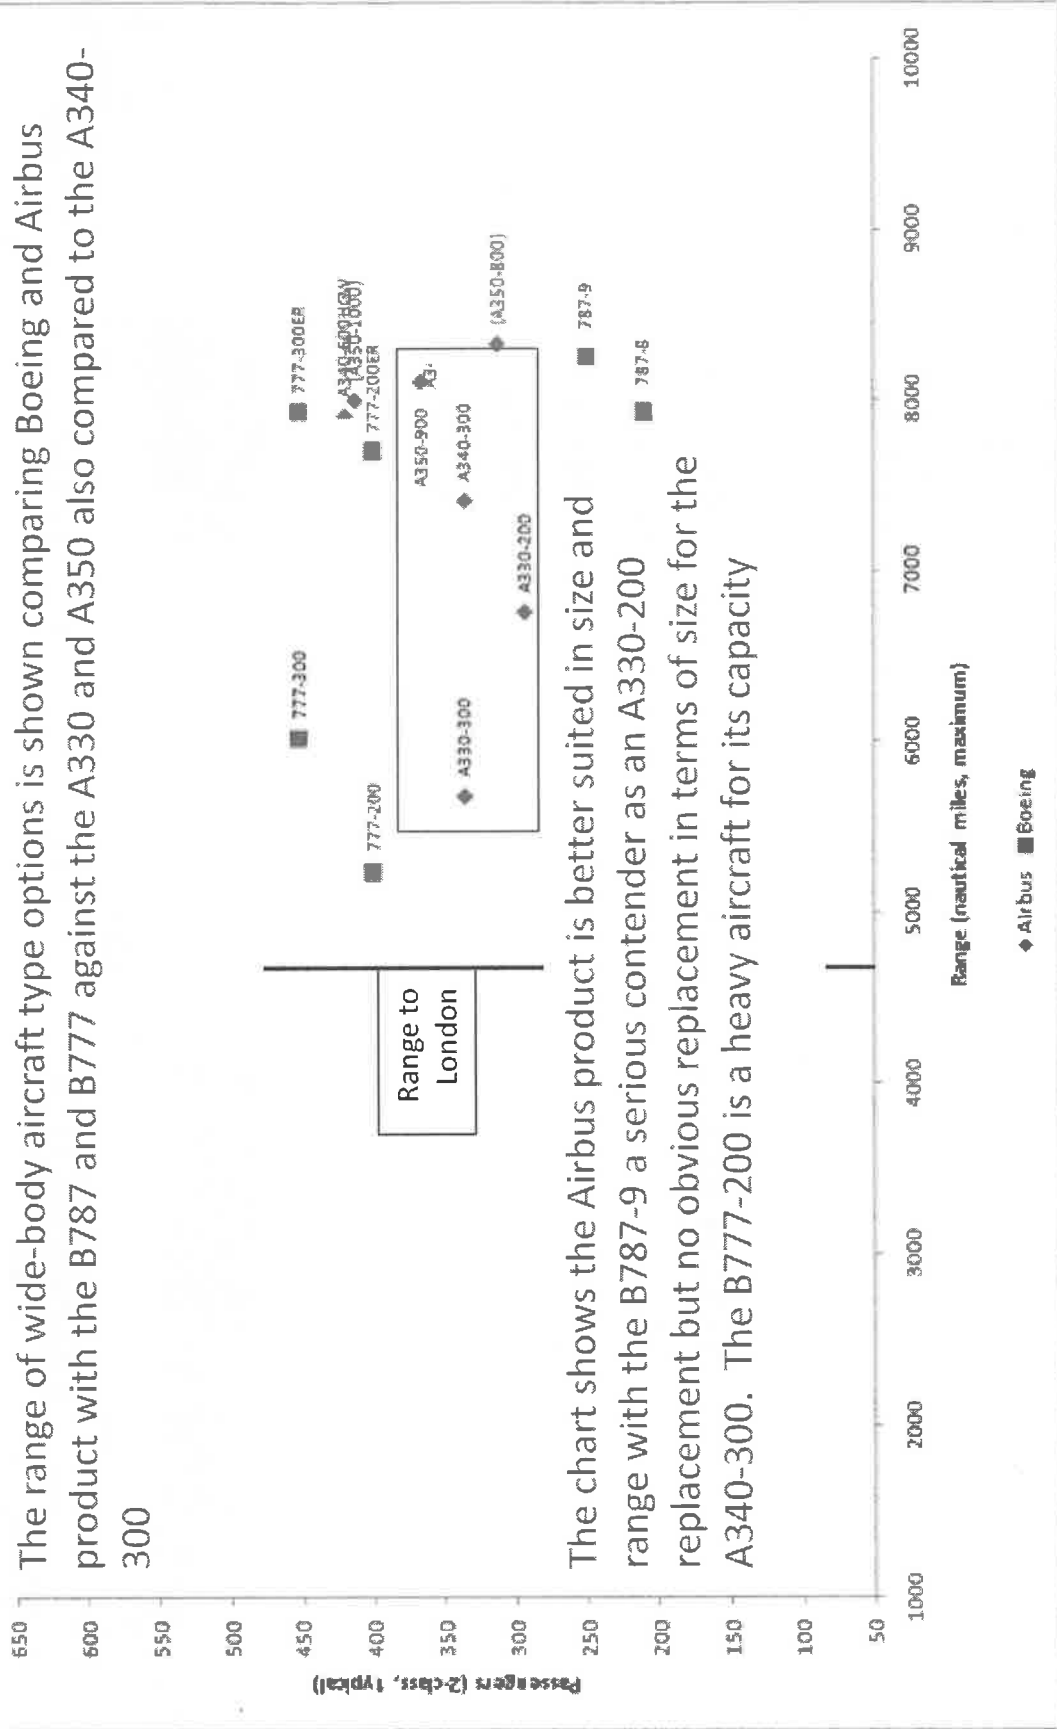 The range of wide-body aircraft type options is shown comparing Boeing and Airbus
product with the B787 and B777 against the A330 and A350 also compared to the A340-
300
650
600
550
500
450
400
350
300
250
200
150
100
50
Passengers (2-class, typical)
777-300ER
777-300
(A350-1000)
777-200ER
777-200
A350-900
A340-300
A330-300
A330-200
(A350-800)
787-9
787-8
Range to
London
The chart shows the Airbus product is better suited in size and
range with the B787-9 a serious contender as an A330-200
replacement but no obvious replacement in terms of size for the
A340-300. The B777-200 is a heavy aircraft for its capacity
1000
2000
3000
4000
5000
6000
7000
8000
9000
10000
Range (nautical miles, maximum)
Airbus
Boeing